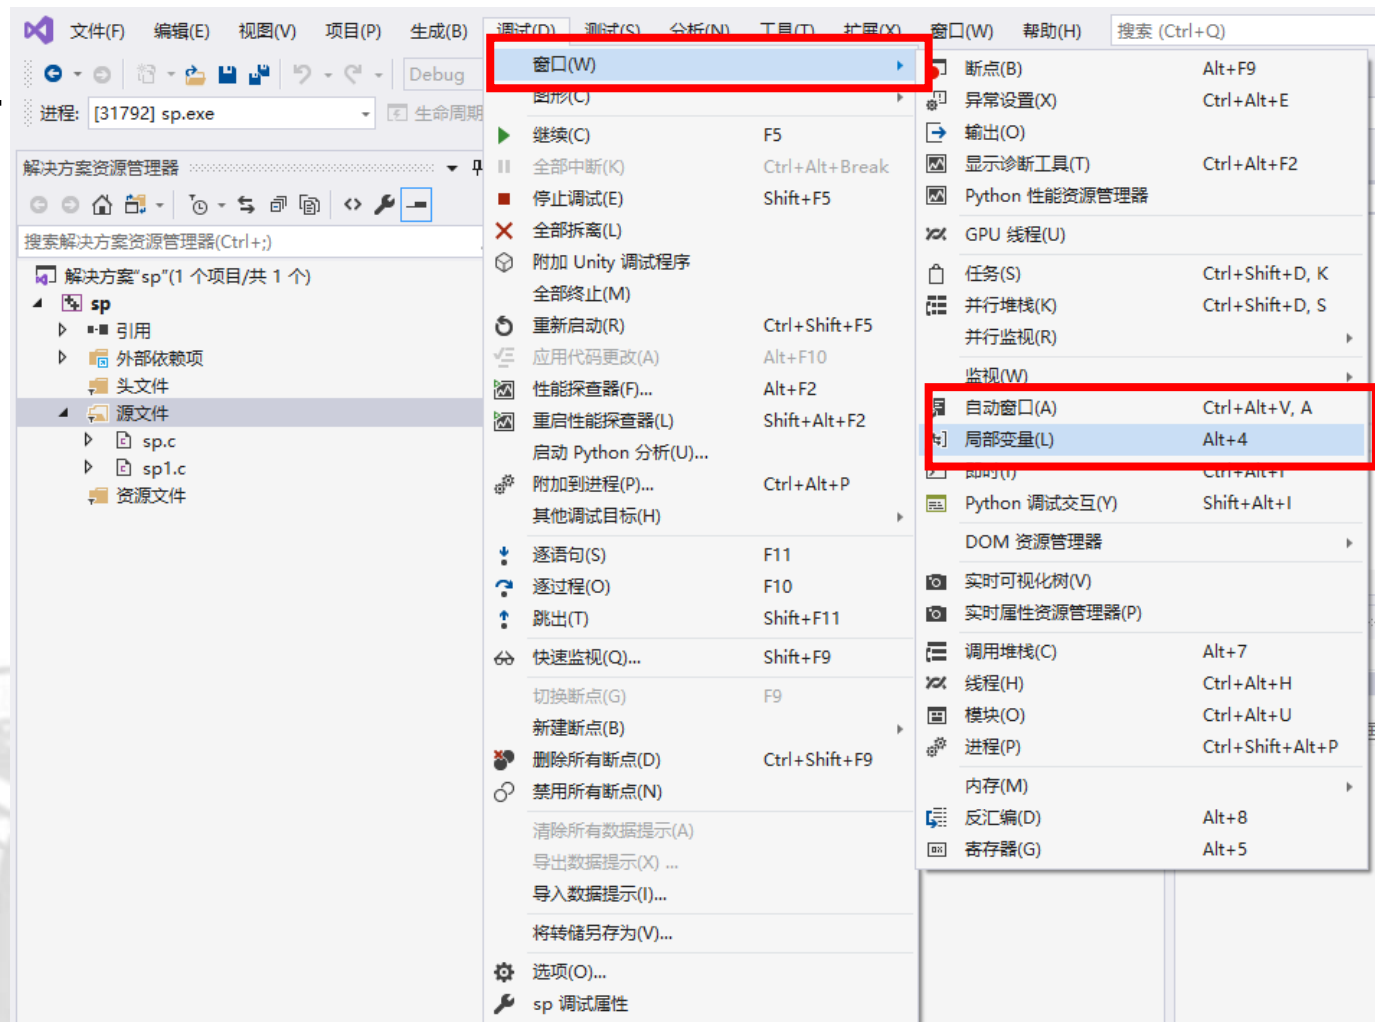 文件(F) 编辑(E) 视图(V) 项目(P) 生成(B) 调试(D) 测试(S) 分析(N) 工具(T) 扩展(X) 窗口(W) 帮助(H) 搜索 (Ctrl+Q)
Debug
进程: [31792] sp.exe 生命周期
解决方案资源管理器
搜索解决方案资源管理器(Ctrl+;)
解决方案"sp"(1 个项目/共 1 个)
sp
引用
外部依赖项
头文件
源文件
sp.c
sp1.c
资源文件
窗口(W)
图形(C)
继续(C) F5
全部中断(K) Ctrl+Alt+Break
停止调试(E) Shift+F5
全部拆离(L)
附加 Unity 调试程序
全部终止(M)
重新启动(R) Ctrl+Shift+F5
应用代码更改(A) Alt+F10
性能探查器(F)... Alt+F2
重启性能探查器(L) Shift+Alt+F2
启动 Python 分析(U)...
附加到进程(P)... Ctrl+Alt+P
其他调试目标(H)
逐语句(S) F11
逐过程(O) F10
跳出(T) Shift+F11
快速监视(Q)... Shift+F9
切换断点(G) F9
新建断点(B)
删除所有断点(D) Ctrl+Shift+F9
禁用所有断点(N)
清除所有数据提示(A)
导出数据提示(X) ...
导入数据提示(I)...
将转储另存为(V)...
选项(O)...
sp 调试属性
断点(B) Alt+F9
异常设置(X) Ctrl+Alt+E
输出(O)
显示诊断工具(T) Ctrl+Alt+F2
Python 性能资源管理器
GPU 线程(U)
任务(S) Ctrl+Shift+D, K
并行堆栈(K) Ctrl+Shift+D, S
并行监视(R)
监视(W)
自动窗口(A) Ctrl+Alt+V, A
局部变量(L) Alt+4
即时(I) Ctrl+Alt+I
Python 调试交互(Y) Shift+Alt+I
DOM 资源管理器
实时可视化树(V)
实时属性资源管理器(P)
调用堆栈(C) Alt+7
线程(H) Ctrl+Alt+H
模块(O) Ctrl+Alt+U
进程(P) Ctrl+Shift+Alt+P
内存(M)
反汇编(D) Alt+8
寄存器(G) Alt+5